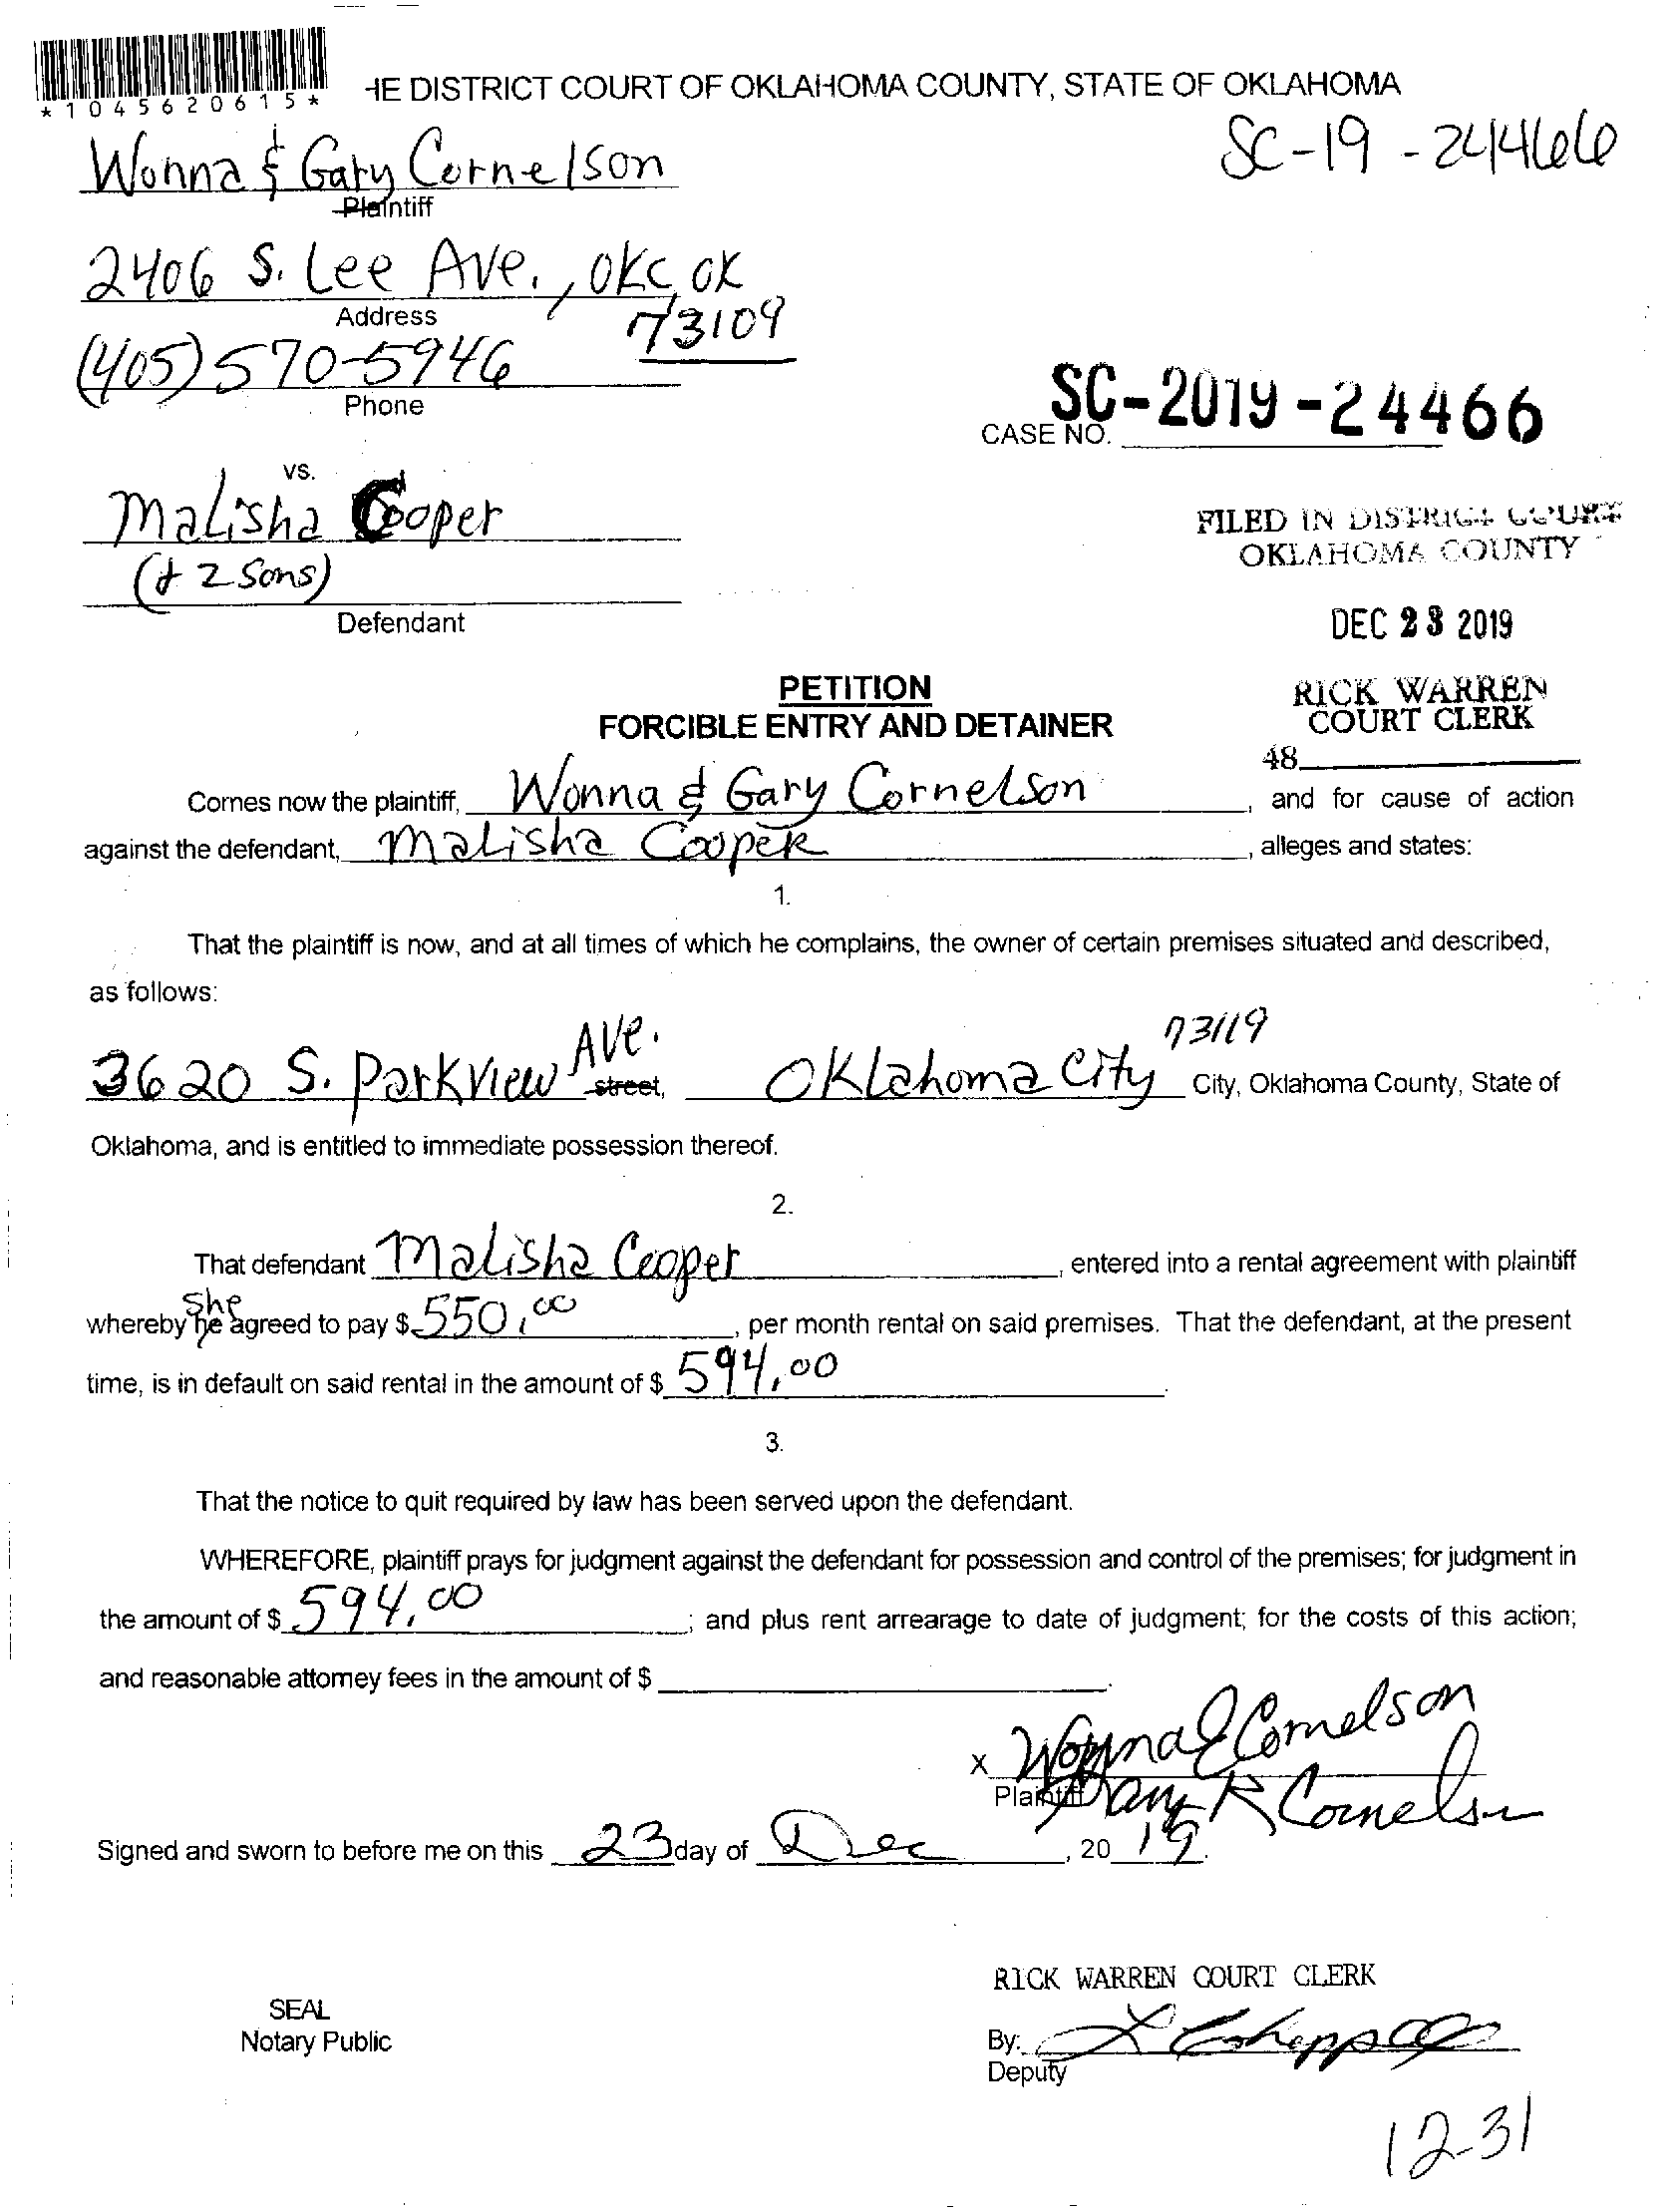 *1045620615*
HE DISTRICT COURT OF OKLAHOMA COUNTY, STATE OF OKLAHOMA
SC-19-24466
Wonna & Gary Cornelson
Plaintiff
2406 S. Lee Ave., OKC, OK
73109
Address
(405) 570-5946
Phone
SC-2019-24466
CASE NO.
vs.
Malisha Cooper
(+ 2 Sons)
Defendant
FILED IN DISTRICT COURT
OKLAHOMA COUNTY
DEC 23 2019
RICK WARREN
COURT CLERK
48
PETITION
FORCIBLE ENTRY AND DETAINER
Comes now the plaintiff, Wonna & Gary Cornelson, and for cause of action
against the defendant, Malisha Cooper, alleges and states:
1.
That the plaintiff is now, and at all times of which he complains, the owner of certain premises situated and described,
as follows:
3620 S. Parkview Ave. street, Oklahoma City 73119 City, Oklahoma County, State of
Oklahoma, and is entitled to immediate possession thereof.
2.
That defendant Malisha Cooper, entered into a rental agreement with plaintiff
whereby she he agreed to pay $ 550.00, per month rental on said premises. That the defendant, at the present
time, is in default on said rental in the amount of $ 594.00.
3.
That the notice to quit required by law has been served upon the defendant.
WHEREFORE, plaintiff prays for judgment against the defendant for possession and control of the premises; for judgment in
the amount of $ 594.00; and plus rent arrearage to date of judgment; for the costs of this action;
and reasonable attorney fees in the amount of $ .
X Wonna Cornelson
Plaintiff Gary R Cornelson
Signed and sworn to before me on this 23 day of Dec, 20 19.
RICK WARREN COURT CLERK
SEAL
Notary Public
By:
Deputy
12-31